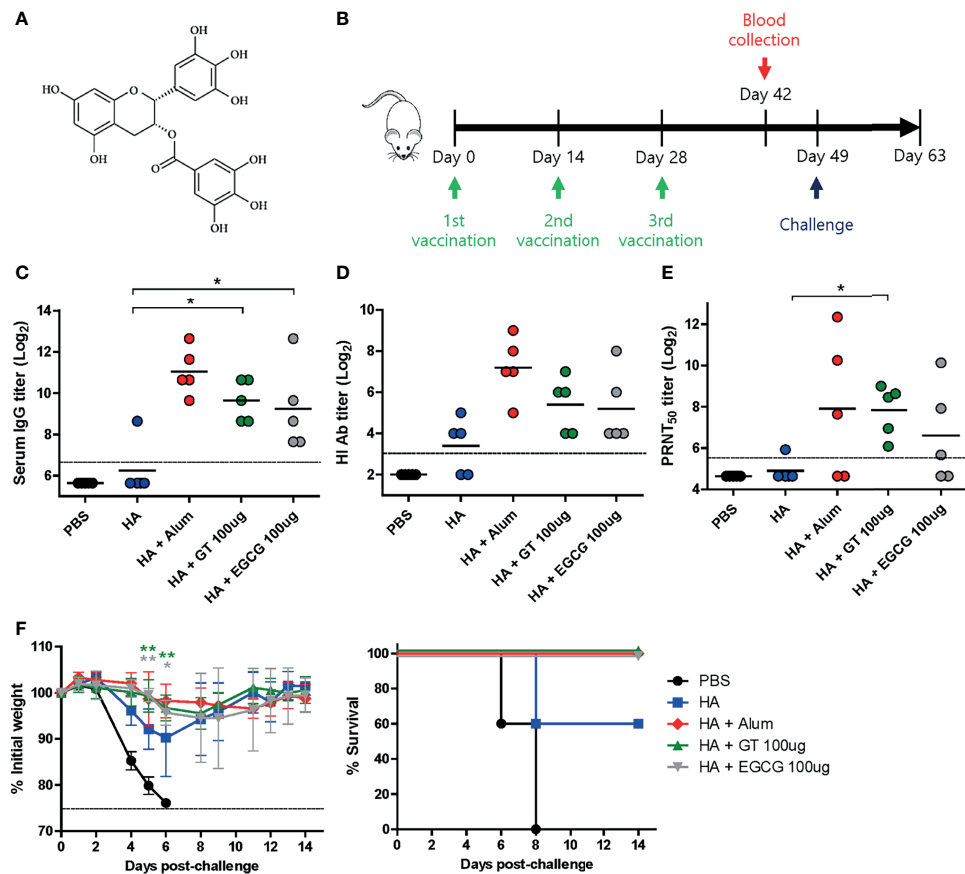 A
OH
OH
OH
HO
O
O
OH
O
OH
OH
OH
B
Blood
collection
Day 42
Day 0
Day 14
Day 28
Day 49
Day 63
1st
vaccination
2nd
vaccination
3rd
vaccination
Challenge
C
*
*
Serum IgG titer (Log2)
14
12
10
8
6
PBS
HA
HA + Alum
HA + GT 100ug
HA + EGCG 100ug
D
HI Ab titer (Log2)
10
8
6
4
2
PBS
HA
HA + Alum
HA + GT 100ug
HA + EGCG 100ug
E
*
PRNT50 titer (Log2)
12
10
8
6
4
PBS
HA
HA + Alum
HA + GT 100ug
HA + EGCG 100ug
F
% Initial weight
110
100
90
80
70
** **
** *
0 2 4 6 8 10 12 14
Days post-challenge
% Survival
100
80
60
40
20
0
0 2 4 6 8 10 12 14
Days post-challenge
PBS
HA
HA + Alum
HA + GT 100ug
HA + EGCG 100ug